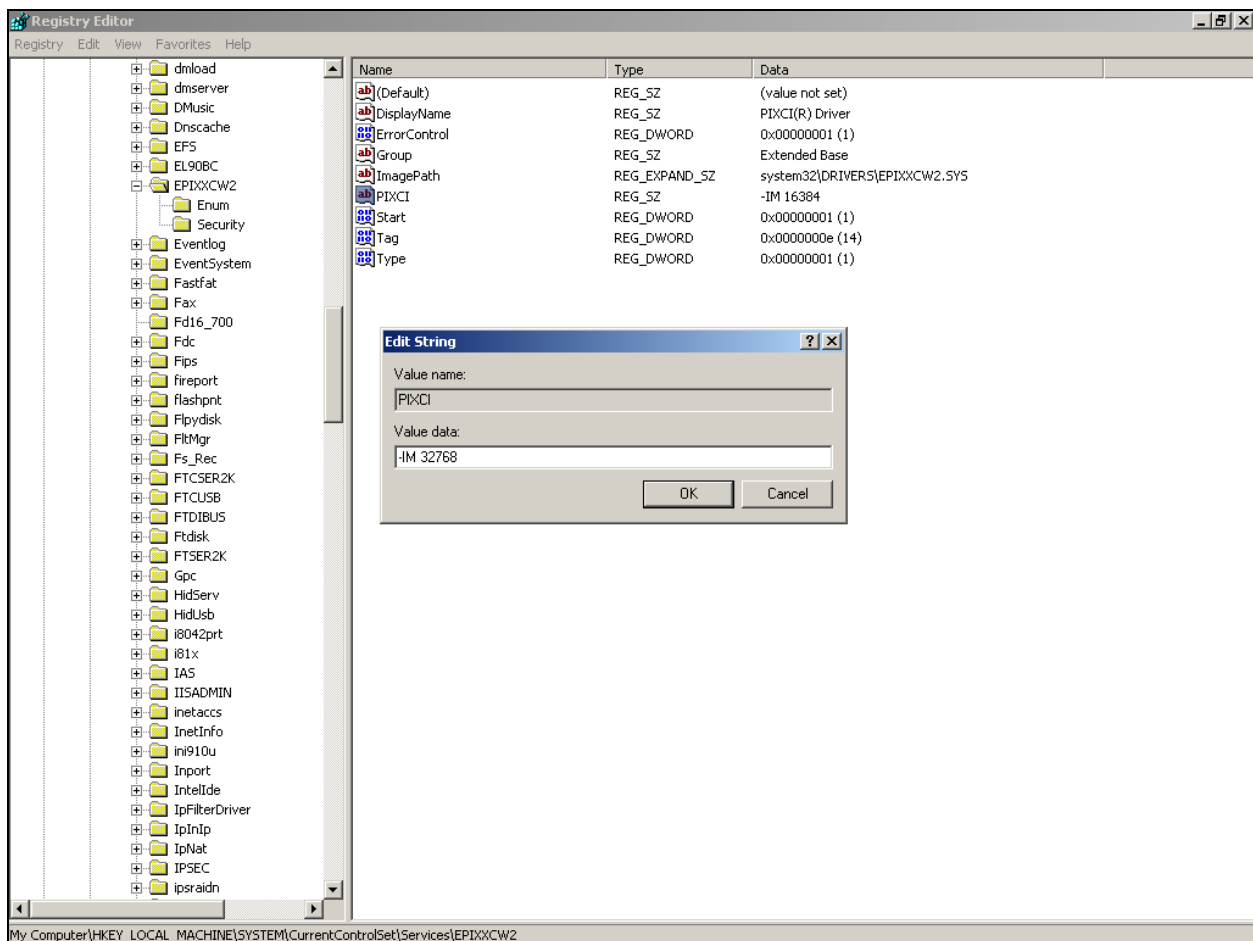 Registry Editor
Registry Edit View Favorites Help
dmload
dmserver
DMusic
Dnscache
EFS
EL90BC
EPIXXCW2
Enum
Security
Eventlog
EventSystem
Fastfat
Fax
Fd16_700
Fdc
Fips
fireport
flashpnt
Flpydisk
FltMgr
Fs_Rec
FTCSER2K
FTCUSB
FTDIBUS
Ftdisk
FTSER2K
Gpc
HidServ
HidUsb
i8042prt
i81x
IAS
IISADMIN
inetaccs
InetInfo
ini910u
Inport
IntelIde
IpFilterDriver
IpInIp
IpNat
IPSEC
ipsraidn
Name Type Data
ab (Default) REG_SZ (value not set)
ab DisplayName REG_SZ PIXCI(R) Driver
ErrorControl REG_DWORD 0x00000001 (1)
ab Group REG_SZ Extended Base
ab ImagePath REG_EXPAND_SZ system32\DRIVERS\EPIXXCW2.SYS
ab PIXCI REG_SZ -IM 16384
Start REG_DWORD 0x00000001 (1)
Tag REG_DWORD 0x0000000e (14)
Type REG_DWORD 0x00000001 (1)
Edit String
Value name:
PIXCI
Value data:
-IM 32768
OK Cancel
My Computer\HKEY_LOCAL_MACHINE\SYSTEM\CurrentControlSet\Services\EPIXXCW2